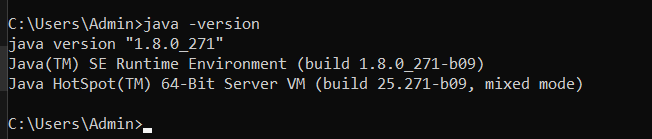 C:\Users\Admin>java -version
java version "1.8.0_271"
Java(TM) SE Runtime Environment (build 1.8.0_271-b09)
Java HotSpot(TM) 64-Bit Server VM (build 25.271-b09, mixed mode)
C:\Users\Admin>